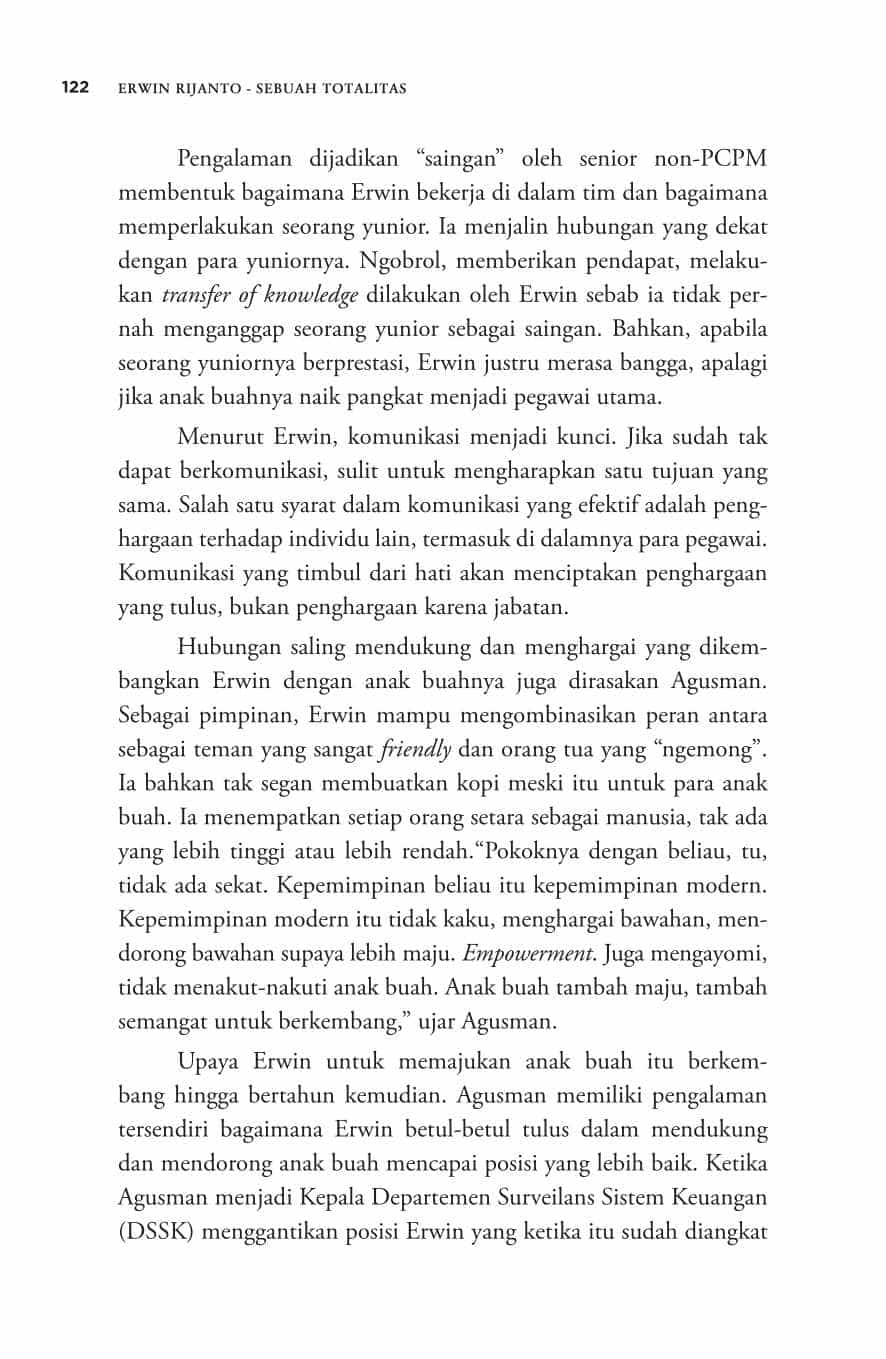 122 ERWIN RIJANTO - SEBUAH TOTALITAS
Pengalaman dijadikan “saingan” oleh senior non-PCPM
membentuk bagaimana Erwin bekerja di dalam tim dan bagaimana
memperlakukan seorang yunior. Ia menjalin hubungan yang dekat
dengan para yuniornya. Ngobrol, memberikan pendapat, melaku-
kan transfer of knowledge dilakukan oleh Erwin sebab ia tidak per-
nah menganggap seorang yunior sebagai saingan. Bahkan, apabila
seorang yuniornya berprestasi, Erwin justru merasa bangga, apalagi
jika anak buahnya naik pangkat menjadi pegawai utama.
Menurut Erwin, komunikasi menjadi kunci. Jika sudah tak
dapat berkomunikasi, sulit untuk mengharapkan satu tujuan yang
sama. Salah satu syarat dalam komunikasi yang efektif adalah peng-
hargaan terhadap individu lain, termasuk di dalamnya para pegawai.
Komunikasi yang timbul dari hati akan menciptakan penghargaan
yang tulus, bukan penghargaan karena jabatan.
Hubungan saling mendukung dan menghargai yang dikem-
bangkan Erwin dengan anak buahnya juga dirasakan Agusman.
Sebagai pimpinan, Erwin mampu mengombinasikan peran antara
sebagai teman yang sangat friendly dan orang tua yang “ngemong”.
Ia bahkan tak segan membuatkan kopi meski itu untuk para anak
buah. Ia menempatkan setiap orang setara sebagai manusia, tak ada
yang lebih tinggi atau lebih rendah.“Pokoknya dengan beliau, tu,
tidak ada sekat. Kepemimpinan beliau itu kepemimpinan modern.
Kepemimpinan modern itu tidak kaku, menghargai bawahan, men-
dorong bawahan supaya lebih maju. Empowerment. Juga mengayomi,
tidak menakut-nakuti anak buah. Anak buah tambah maju, tambah
semangat untuk berkembang,” ujar Agusman.
Upaya Erwin untuk memajukan anak buah itu berkem-
bang hingga bertahun kemudian. Agusman memiliki pengalaman
tersendiri bagaimana Erwin betul-betul tulus dalam mendukung
dan mendorong anak buah mencapai posisi yang lebih baik. Ketika
Agusman menjadi Kepala Departemen Surveilans Sistem Keuangan
(DSSK) menggantikan posisi Erwin yang ketika itu sudah diangkat